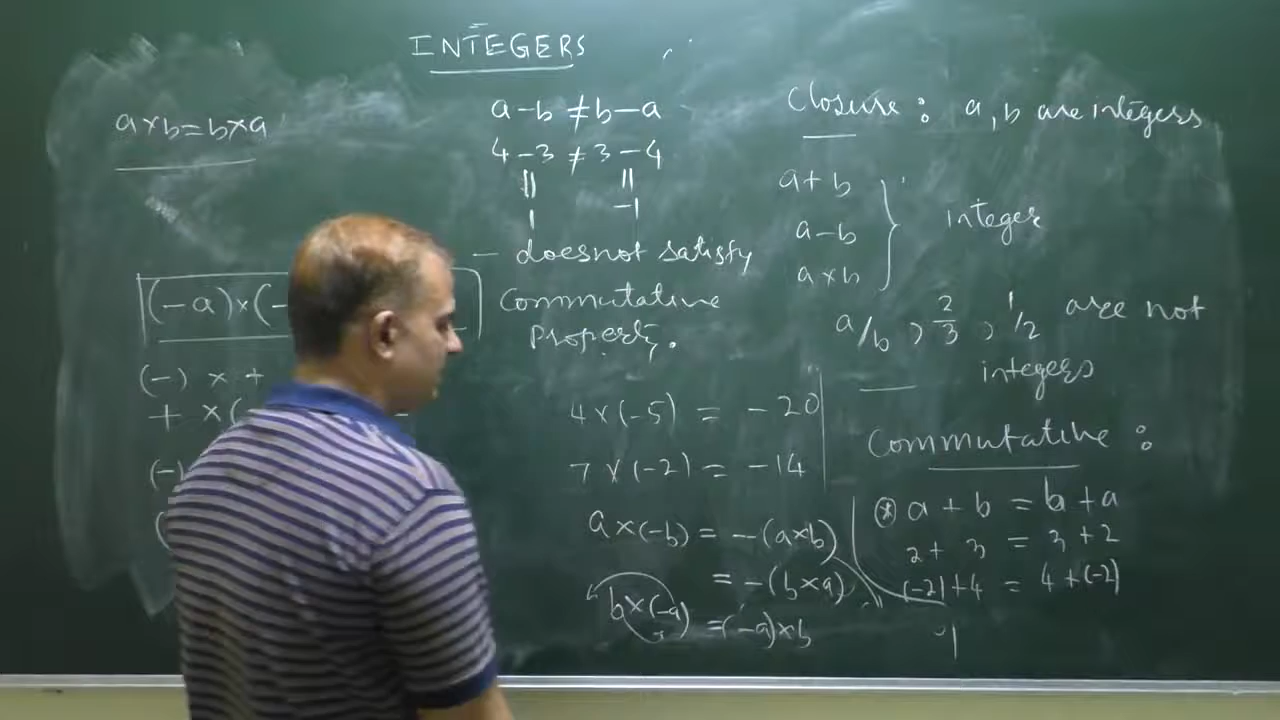 INTEGERS
a×b=b×a
(-a)×(-
(-) × +
+ ×(
(-)
a-b ≠ b-a
4-3 ≠ 3-4
|| ||
1 -1
- doesnot satisfy
Commutative
Property.
4×(-5) = -20
7×(-2) = -14
a×(-b) = -(a×b)
= -(b×a)
b×(-a) = (-a)×b
Closure: a, b are integers
a+b
a-b
a×b
} integer
a/b, 2/3, 1/2 are not
integers
Commutative:
* a + b = b + a
2 + 3 = 3 + 2
(-2)+4 = 4+(-2)